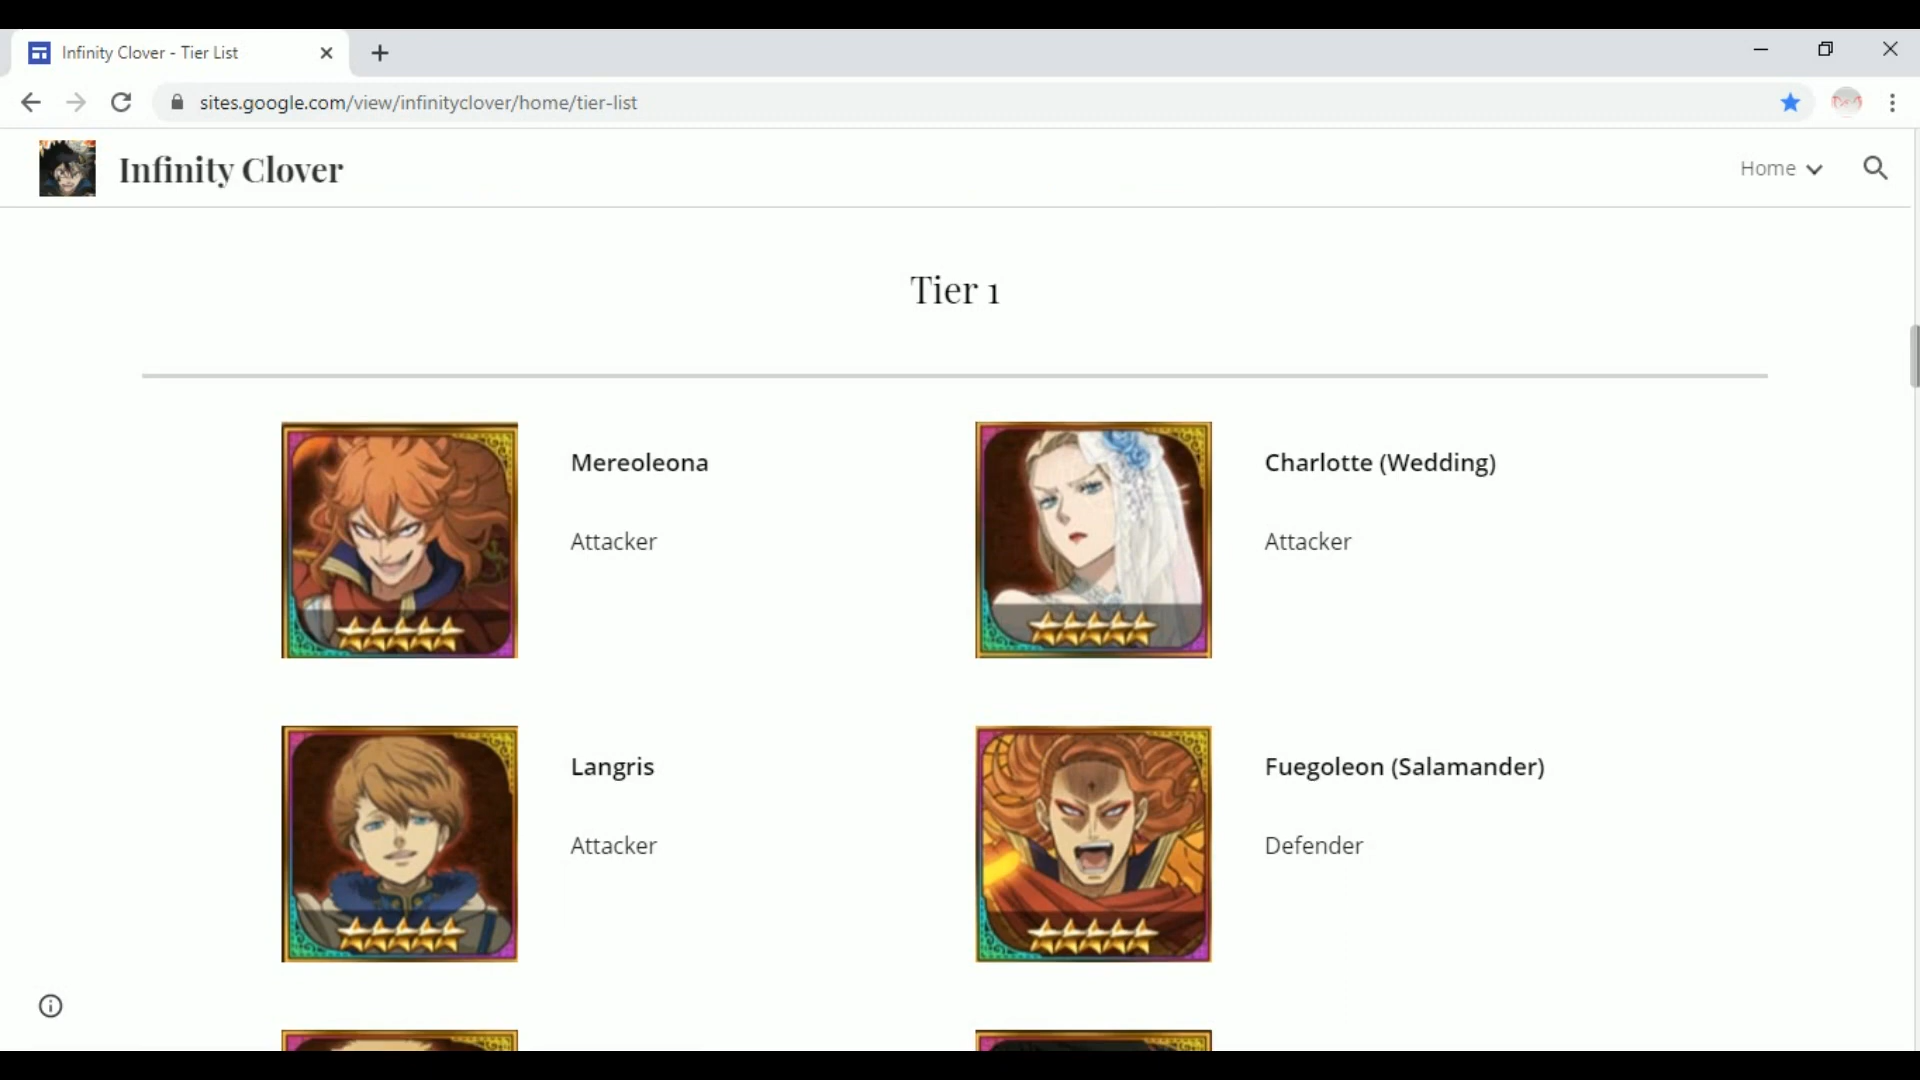 Infinity Clover - Tier List
sites.google.com/view/infinityclover/home/tier-list
Infinity Clover
Home
Tier 1
Mereoleona
Attacker
Charlotte (Wedding)
Attacker
Langris
Attacker
Fuegoleon (Salamander)
Defender